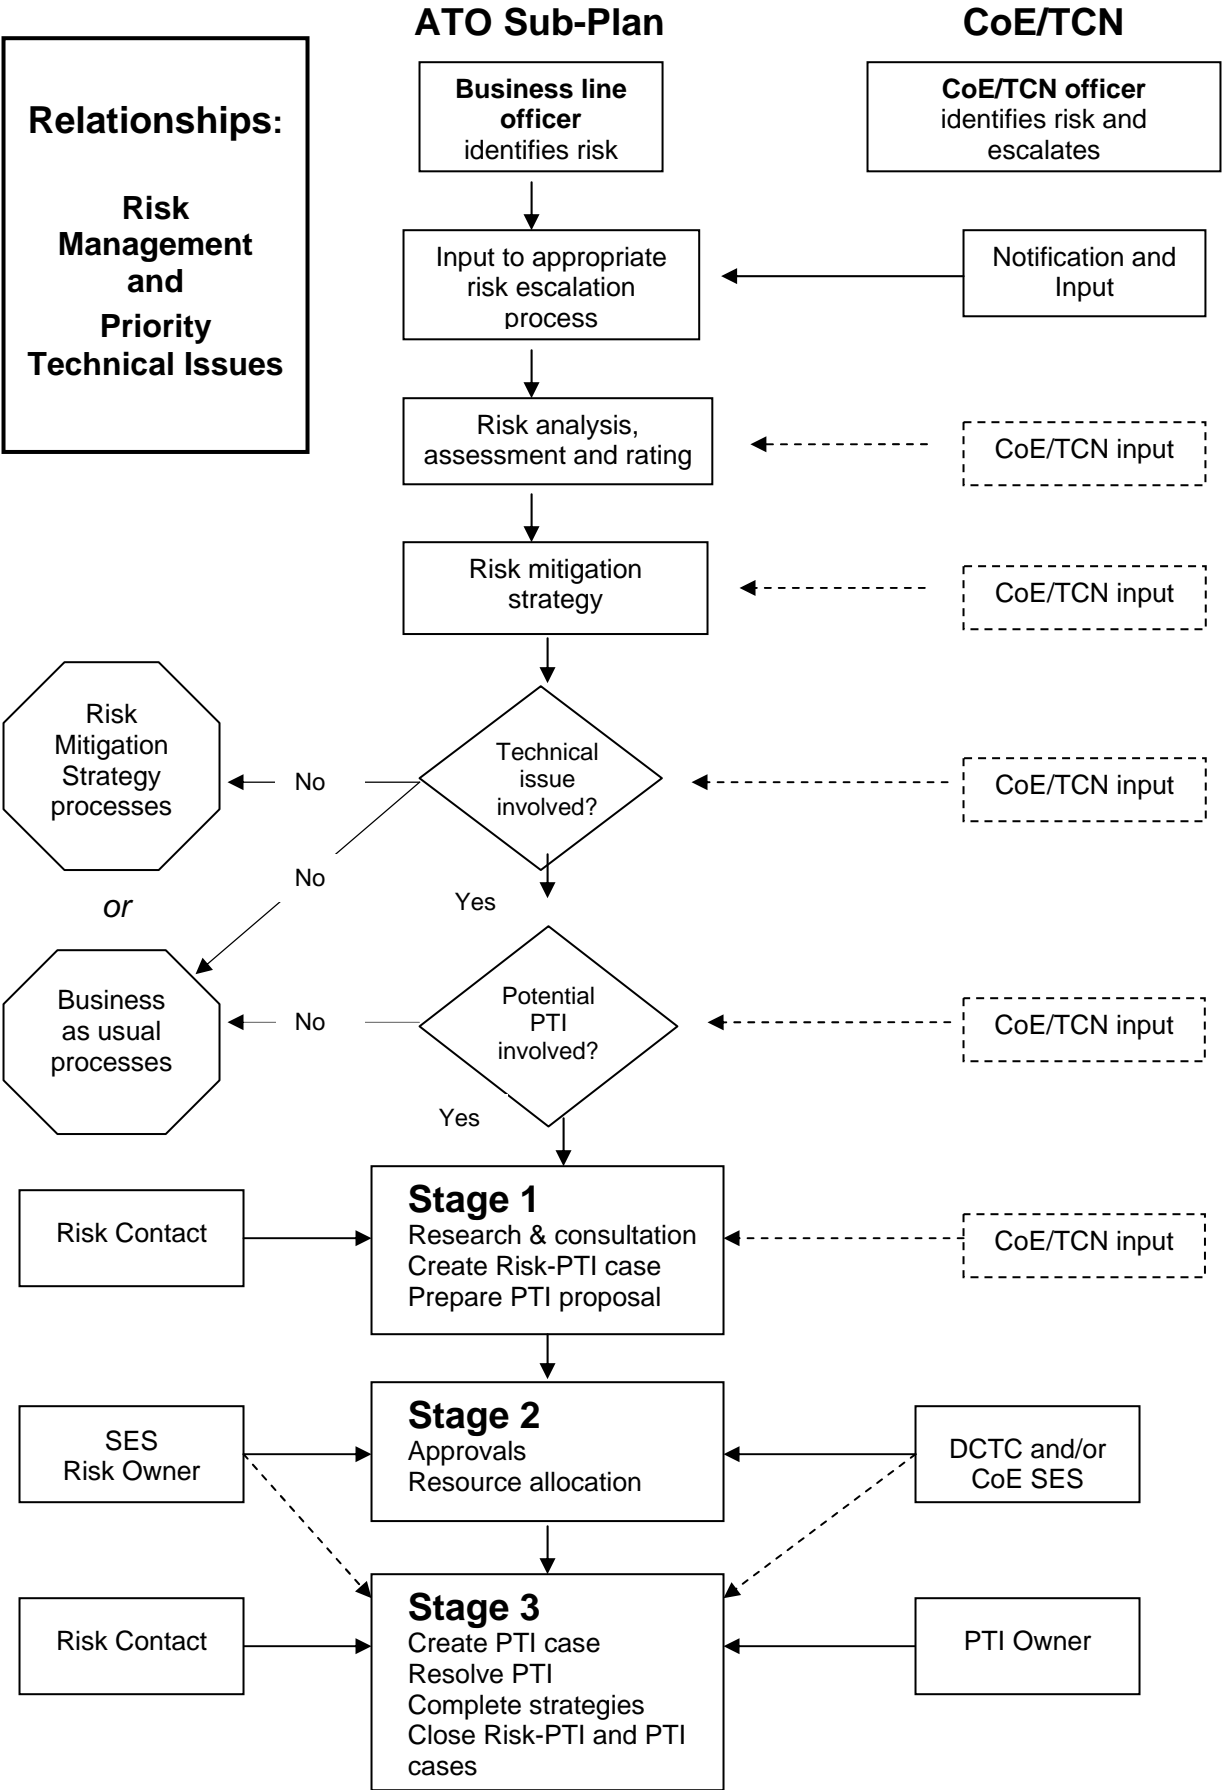 ATO Sub-Plan
CoE/TCN
Relationships:
Risk
Management
and
Priority
Technical Issues
Business line
officer
identifies risk
CoE/TCN officer
identifies risk and
escalates
Input to appropriate
risk escalation
process
Notification and
Input
Risk analysis,
assessment and rating
CoE/TCN input
Risk mitigation
strategy
CoE/TCN input
Risk
Mitigation
Strategy
processes
No
Technical
issue
involved?
CoE/TCN input
No
or
Yes
Business
as usual
processes
No
Potential
PTI
involved?
CoE/TCN input
Yes
Risk Contact
Stage 1
Research & consultation
Create Risk-PTI case
Prepare PTI proposal
CoE/TCN input
SES
Risk Owner
Stage 2
Approvals
Resource allocation
DCTC and/or
CoE SES
Risk Contact
Stage 3
Create PTI case
Resolve PTI
Complete strategies
Close Risk-PTI and PTI
cases
PTI Owner